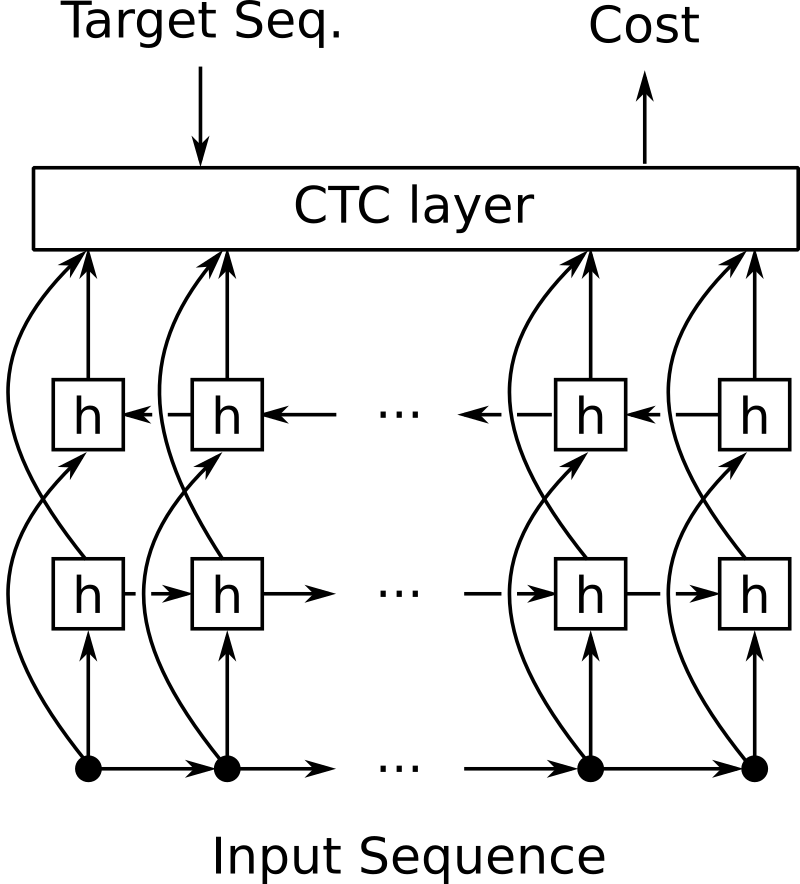 Target Seq. Cost
CTC layer
h h ... h h
h h ... h h
...
Input Sequence